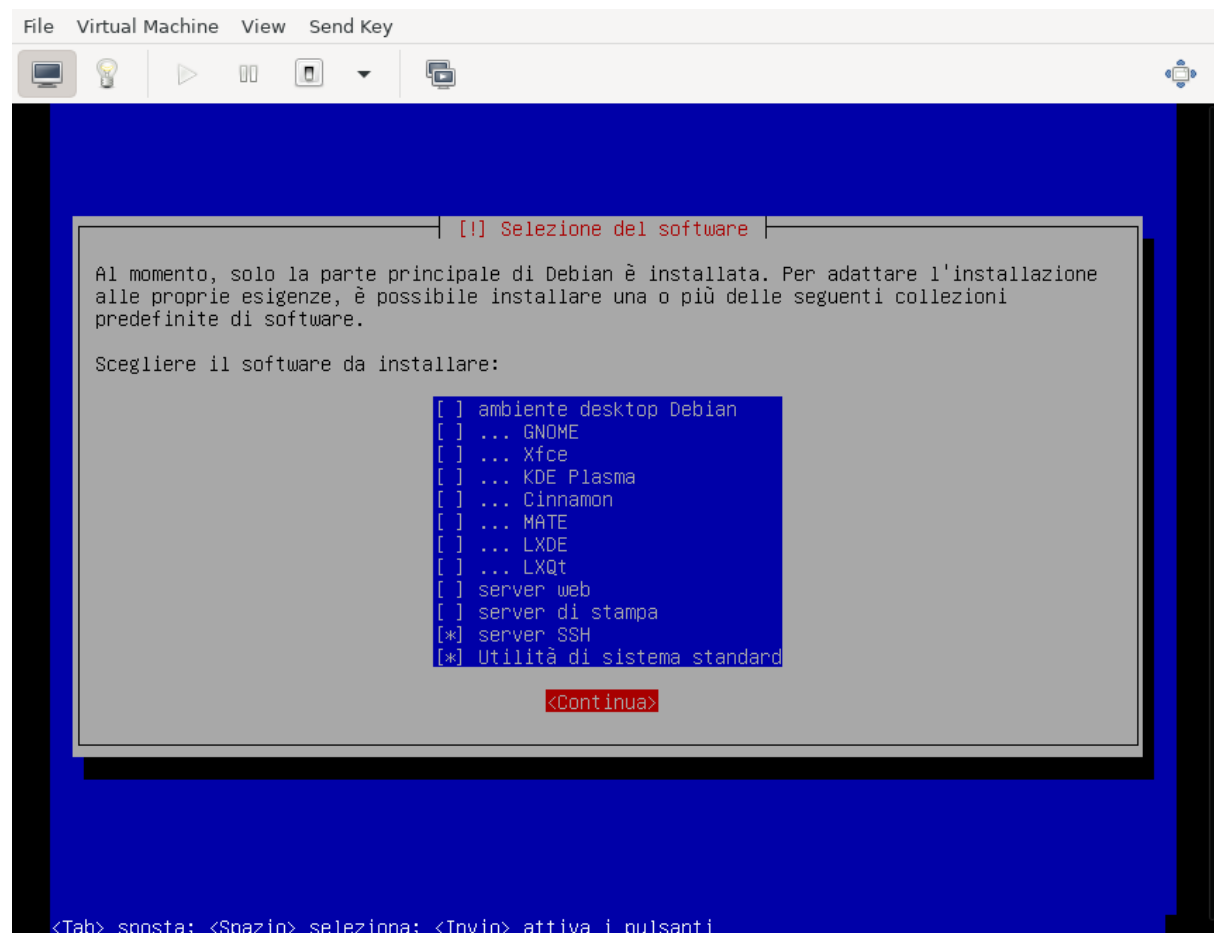 File Virtual Machine View Send Key
[!] Selezione del software
Al momento, solo la parte principale di Debian è installata. Per adattare l'installazione
alle proprie esigenze, è possibile installare una o più delle seguenti collezioni
predefinite di software.
Scegliere il software da installare:
[ ] ambiente desktop Debian
[ ] ... GNOME
[ ] ... Xfce
[ ] ... KDE Plasma
[ ] ... Cinnamon
[ ] ... MATE
[ ] ... LXDE
[ ] ... LXQt
[ ] server web
[ ] server di stampa
[*] server SSH
[*] Utilità di sistema standard
<Continua>
<Tab> sposta; <Spazio> seleziona; <Invio> attiva i pulsanti